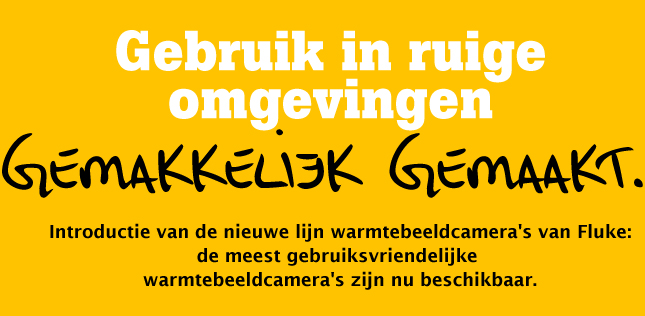 Gebruik in ruige
omgevingen
GEMAKKELIJK GEMAAKT.
Introductie van de nieuwe lijn warmtebeeldcamera's van Fluke:
de meest gebruiksvriendelijke
warmtebeeldcamera's zijn nu beschikbaar.